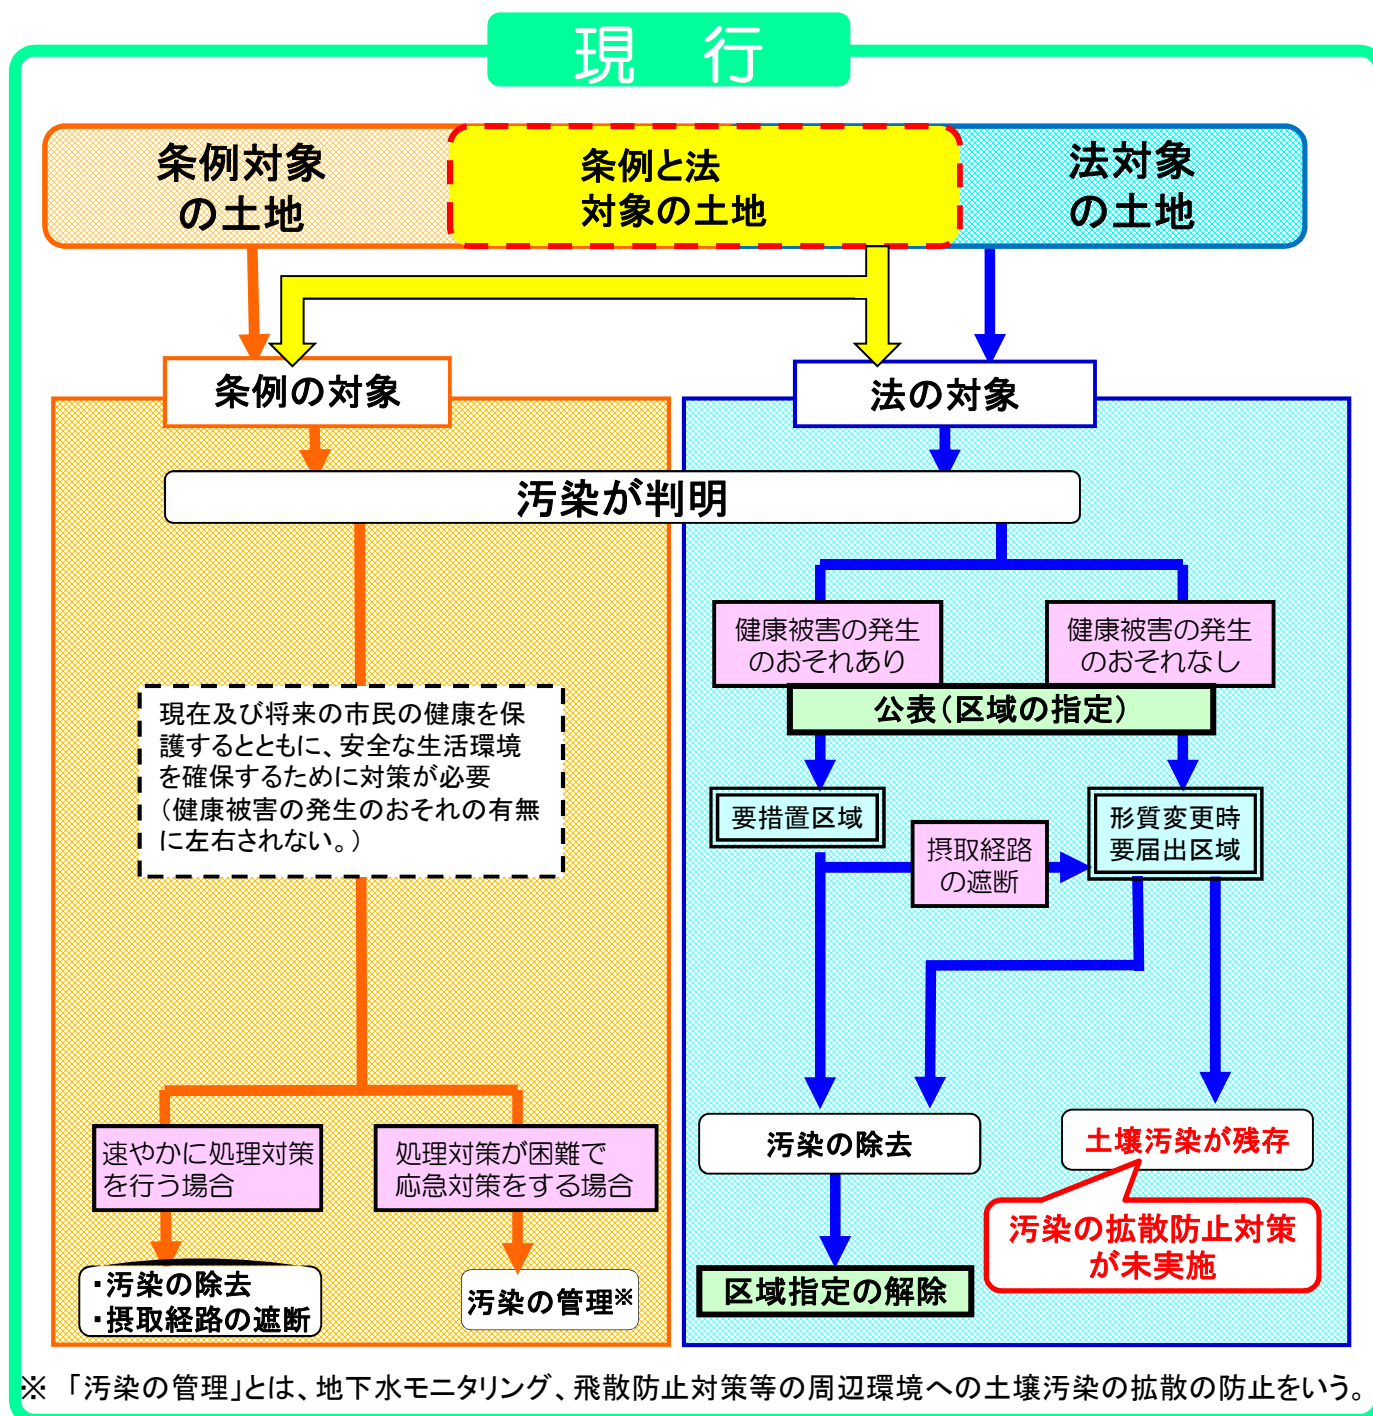 現　行
条例対象
の土地
条例と法
対象の土地
法対象
の土地
条例の対象
法の対象
汚染が判明
健康被害の発生
のおそれあり
健康被害の発生
のおそれなし
公表(区域の指定)
現在及び将来の市民の健康を保
護するとともに、安全な生活環境
を確保するために対策が必要
(健康被害の発生のおそれの有無
に左右されない。)
要措置区域
摂取経路
の遮断
形質変更時
要届出区域
速やかに処理対策
を行う場合
処理対策が困難で
応急対策をする場合
汚染の除去
土壌汚染が残存
汚染の拡散防止対策
が未実施
・汚染の除去
・摂取経路の遮断
汚染の管理※
区域指定の解除
※　「汚染の管理」とは、地下水モニタリング、飛散防止対策等の周辺環境への土壌汚染の拡散の防止をいう。